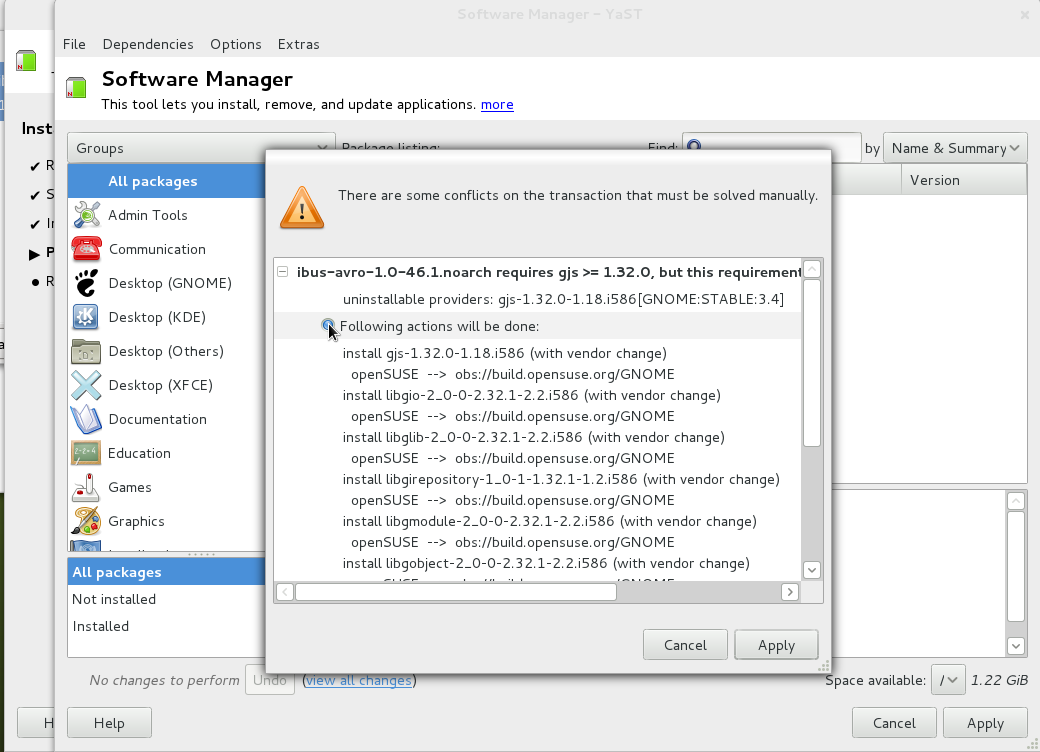 Software Manager - YaST
File Dependencies Options Extras
Software Manager
This tool lets you install, remove, and update applications. more
Inst
Groups
Package listing:
Find:
by
Name & Summary
Version
All packages
Admin Tools
Communication
Desktop (GNOME)
Desktop (KDE)
Desktop (Others)
Desktop (XFCE)
Documentation
Education
Games
Graphics
All packages
Not installed
Installed
There are some conflicts on the transaction that must be solved manually.
ibus-avro-1.0-46.1.noarch requires gjs >= 1.32.0, but this requirement
uninstallable providers: gjs-1.32.0-1.18.i586[GNOME:STABLE:3.4]
Following actions will be done:
install gjs-1.32.0-1.18.i586 (with vendor change)
openSUSE --> obs://build.opensuse.org/GNOME
install libgio-2_0-0-2.32.1-2.2.i586 (with vendor change)
openSUSE --> obs://build.opensuse.org/GNOME
install libglib-2_0-0-2.32.1-2.2.i586 (with vendor change)
openSUSE --> obs://build.opensuse.org/GNOME
install libgirepository-1_0-1-1.32.1-1.2.i586 (with vendor change)
openSUSE --> obs://build.opensuse.org/GNOME
install libgmodule-2_0-0-2.32.1-2.2.i586 (with vendor change)
openSUSE --> obs://build.opensuse.org/GNOME
install libgobject-2_0-0-2.32.1-2.2.i586 (with vendor change)
Cancel Apply
No changes to perform Undo (view all changes)
Space available: / 1.22 GiB
H
Help
Cancel Apply